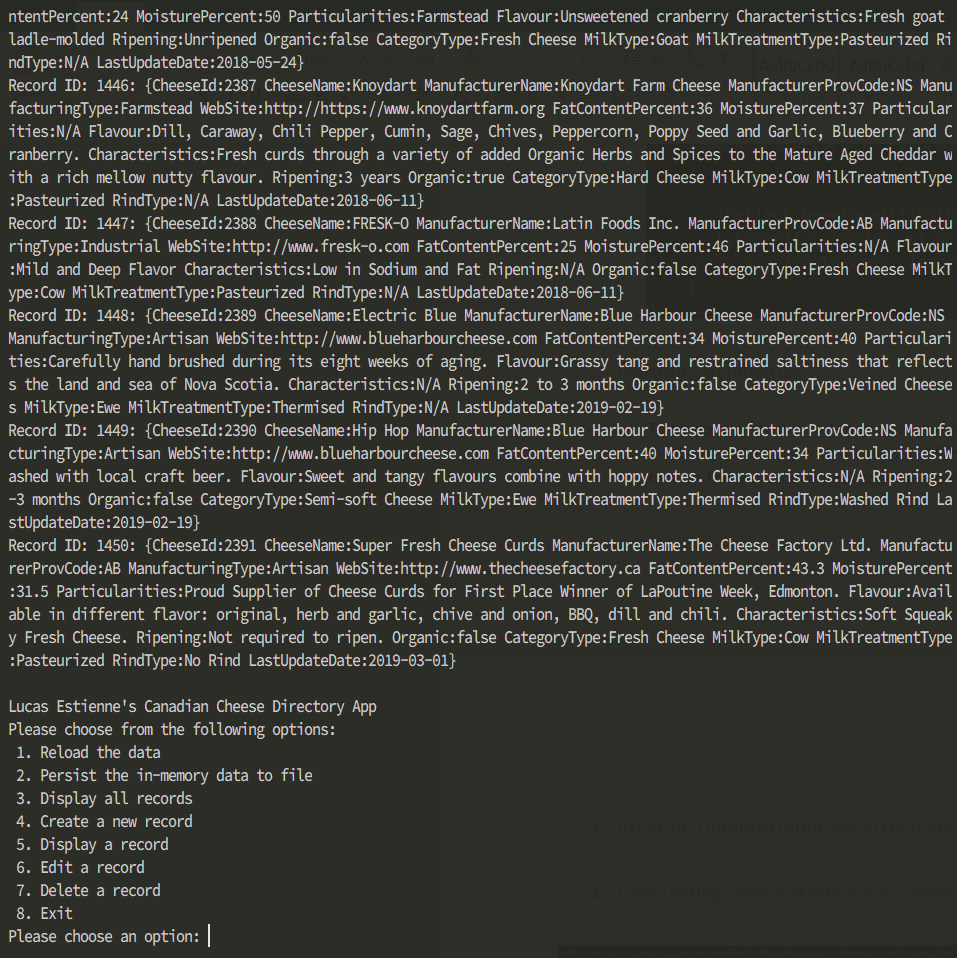 ntentPercent:24 MoisturePercent:50 Particularities:Farmstead Flavour:Unsweetened cranberry Characteristics:Fresh goat
ladle-molded Ripening:Unripened Organic:false CategoryType:Fresh Cheese MilkType:Goat MilkTreatmentType:Pasteurized Ri
ndType:N/A LastUpdateDate:2018-05-24}
Record ID: 1446: {CheeseId:2387 CheeseName:Knoydart ManufacturerName:Knoydart Farm Cheese ManufacturerProvCode:NS Manu
facturingType:Farmstead WebSite:http://https://www.knoydartfarm.org FatContentPercent:36 MoisturePercent:37 Particular
ities:N/A Flavour:Dill, Caraway, Chili Pepper, Cumin, Sage, Chives, Peppercorn, Poppy Seed and Garlic, Blueberry and C
ranberry. Characteristics:Fresh curds through a variety of added Organic Herbs and Spices to the Mature Aged Cheddar w
ith a rich mellow nutty flavour. Ripening:3 years Organic:true CategoryType:Hard Cheese MilkType:Cow MilkTreatmentType
:Pasteurized RindType:N/A LastUpdateDate:2018-06-11}
Record ID: 1447: {CheeseId:2388 CheeseName:FRESK-O ManufacturerName:Latin Foods Inc. ManufacturerProvCode:AB Manufactu
ringType:Industrial WebSite:http://www.fresk-o.com FatContentPercent:25 MoisturePercent:46 Particularities:N/A Flavour
:Mild and Deep Flavor Characteristics:Low in Sodium and Fat Ripening:N/A Organic:false CategoryType:Fresh Cheese MilkT
ype:Cow MilkTreatmentType:Pasteurized RindType:N/A LastUpdateDate:2018-06-11}
Record ID: 1448: {CheeseId:2389 CheeseName:Electric Blue ManufacturerName:Blue Harbour Cheese ManufacturerProvCode:NS
ManufacturingType:Artisan WebSite:http://www.blueharbourcheese.com FatContentPercent:34 MoisturePercent:40 Particulari
ties:Carefully hand brushed during its eight weeks of aging. Flavour:Grassy tang and restrained saltiness that reflect
s the land and sea of Nova Scotia. Characteristics:N/A Ripening:2 to 3 months Organic:false CategoryType:Veined Cheese
s MilkType:Ewe MilkTreatmentType:Thermised RindType:N/A LastUpdateDate:2019-02-19}
Record ID: 1449: {CheeseId:2390 CheeseName:Hip Hop ManufacturerName:Blue Harbour Cheese ManufacturerProvCode:NS Manufa
cturingType:Artisan WebSite:http://www.blueharbourcheese.com FatContentPercent:40 MoisturePercent:34 Particularities:W
ashed with local craft beer. Flavour:Sweet and tangy flavours combine with hoppy notes. Characteristics:N/A Ripening:2
-3 months Organic:false CategoryType:Semi-soft Cheese MilkType:Ewe MilkTreatmentType:Thermised RindType:Washed Rind La
stUpdateDate:2019-02-19}
Record ID: 1450: {CheeseId:2391 CheeseName:Super Fresh Cheese Curds ManufacturerName:The Cheese Factory Ltd. Manufactu
rerProvCode:AB ManufacturingType:Artisan WebSite:http://www.thecheesefactory.ca FatContentPercent:43.3 MoisturePercent
:31.5 Particularities:Proud Supplier of Cheese Curds for First Place Winner of LaPoutine Week, Edmonton. Flavour:Avail
able in different flavor: original, herb and garlic, chive and onion, BBQ, dill and chili. Characteristics:Soft Squeak
y Fresh Cheese. Ripening:Not required to ripen. Organic:false CategoryType:Fresh Cheese MilkType:Cow MilkTreatmentType
:Pasteurized RindType:No Rind LastUpdateDate:2019-03-01}
Lucas Estienne's Canadian Cheese Directory App
Please choose from the following options:
1. Reload the data
2. Persist the in-memory data to file
3. Display all records
4. Create a new record
5. Display a record
6. Edit a record
7. Delete a record
8. Exit
Please choose an option: